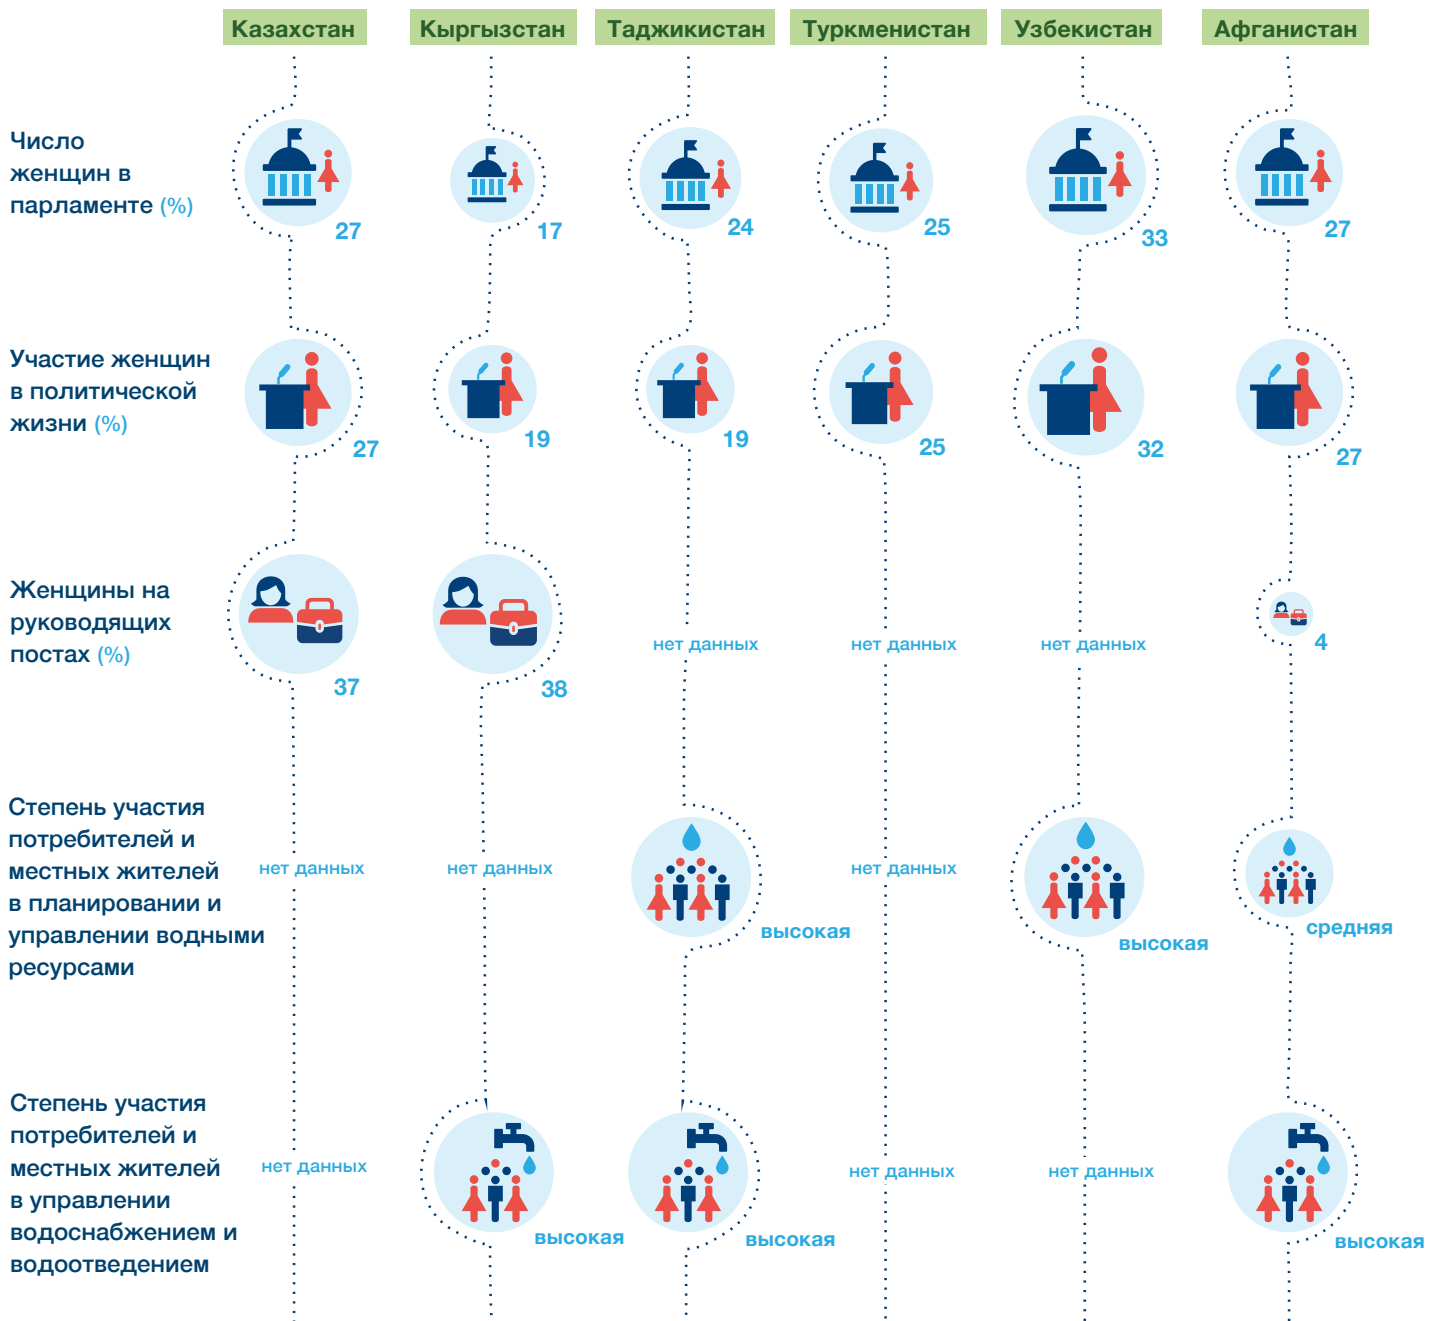 Казахстан Кыргызстан Таджикистан Туркменистан Узбекистан Афганистан
Число
женщин в
парламенте (%)
27 17 24 25 33 27
Участие женщин
в политической
жизни (%)
27 19 19 25 32 27
Женщины на
руководящих
постах (%)
37 38 нет данных нет данных нет данных 4
Степень участия
потребителей и
местных жителей
в планировании и
управлении водными
ресурсами
нет данных нет данных высокая нет данных высокая средняя
Степень участия
потребителей и
местных жителей
в управлении
водоснабжением и
водоотведением
нет данных высокая высокая нет данных нет данных высокая